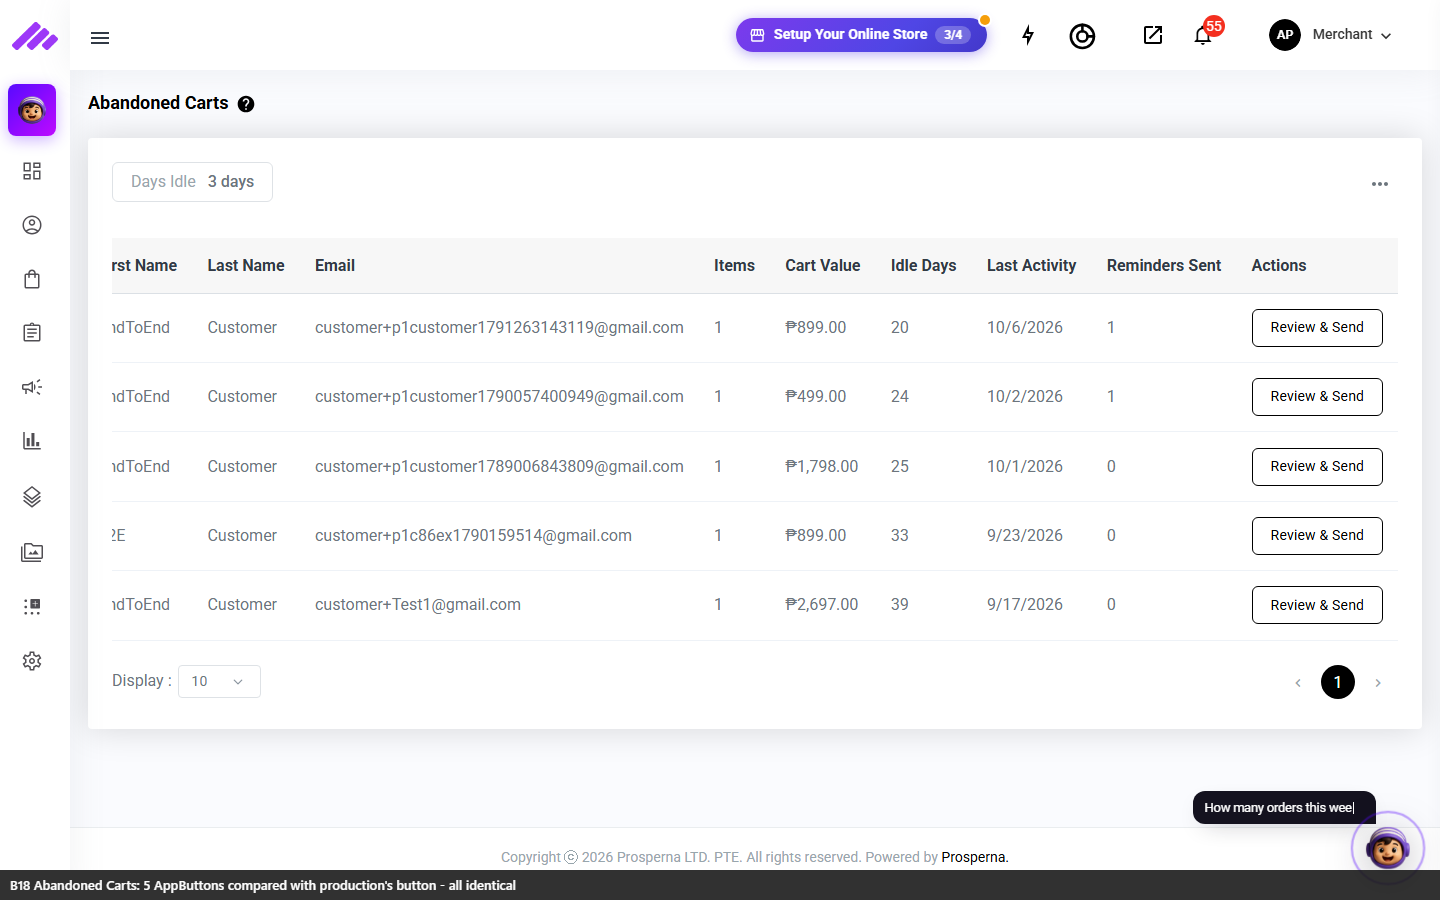 Setup Your Online Store 3/4
55
AP
Merchant
Abandoned Carts ?
Days Idle 3 days
rst Name Last Name Email Items Cart Value Idle Days Last Activity Reminders Sent Actions
ndToEnd Customer customer+p1customer1791263143119@gmail.com 1 ₱899.00 20 10/6/2026 1 Review & Send
ndToEnd Customer customer+p1customer1790057400949@gmail.com 1 ₱499.00 24 10/2/2026 1 Review & Send
ndToEnd Customer customer+p1customer1789006843809@gmail.com 1 ₱1,798.00 25 10/1/2026 0 Review & Send
2E Customer customer+p1c86ex1790159514@gmail.com 1 ₱899.00 33 9/23/2026 0 Review & Send
ndToEnd Customer customer+Test1@gmail.com 1 ₱2,697.00 39 9/17/2026 0 Review & Send
Display : 10
1
How many orders this wee
Copyright © 2026 Prosperna LTD. PTE. All rights reserved. Powered by Prosperna.
B18 Abandoned Carts: 5 AppButtons compared with production's button - all identical